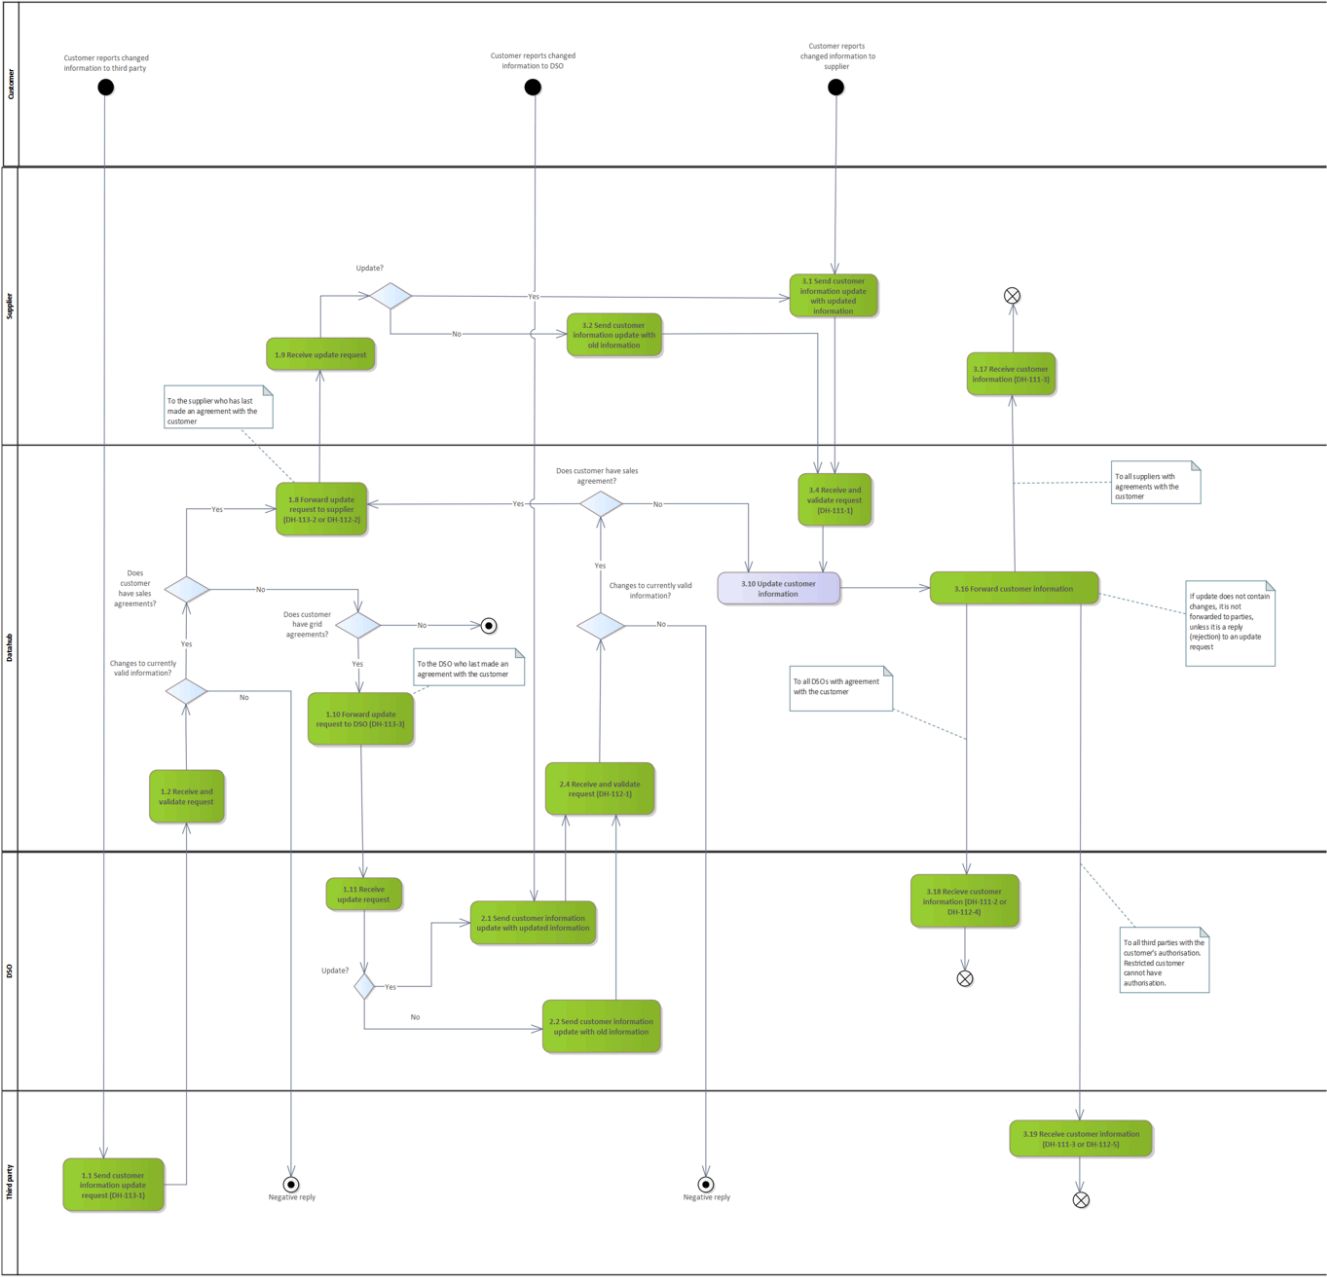 Customer
Customer reports changed
information to third party
Customer reports changed
information to DSO
Customer reports
changed information to
supplier
Supplier
Update?
Yes
No
3.1 Send customer
information update
with updated
information
3.2 Send customer
information update with
old information
1.9 Receive update request
3.17 Receive customer
information (DH-111-3)
To the supplier who has last
made an agreement with the
customer
Datahub
Does customer have sales
agreement?
To all suppliers with
agreements with the
customer
1.8 Forward update
request to supplier
(DH-113-2 or DH-112-2)
Yes
Yes
No
3.4 Receive and
validate request
(DH-111-1)
Does
customer
have sales
agreements?
No
Yes
Changes to currently valid
information?
3.10 Update customer
information
3.16 Forward customer information
If update does not contain
changes, it is not
forwarded to parties,
unless it is a reply
(rejection) to an update
request
Does customer
have grid
agreements?
No
No
Yes
Yes
Changes to currently
valid information?
No
To the DSO who last made an
agreement with the customer
To all DSOs with agreement
with the customer
1.10 Forward update
request to DSO (DH-113-3)
1.2 Receive and
validate request
2.4 Receive and validate
request (DH-112-1)
DSO
1.11 Receive
update request
2.1 Send customer information
update with updated information
3.18 Recieve customer
information (DH-111-2 or
DH-112-4)
To all third parties with the
customer's authorisation.
Restricted customer
cannot have
authorisation.
Update?
Yes
No
2.2 Send customer information
update with old information
Third party
1.1 Send customer
information update
request (DH-113-1)
Negative reply
Negative reply
3.19 Receive customer information
(DH-111-3 or DH-112-5)